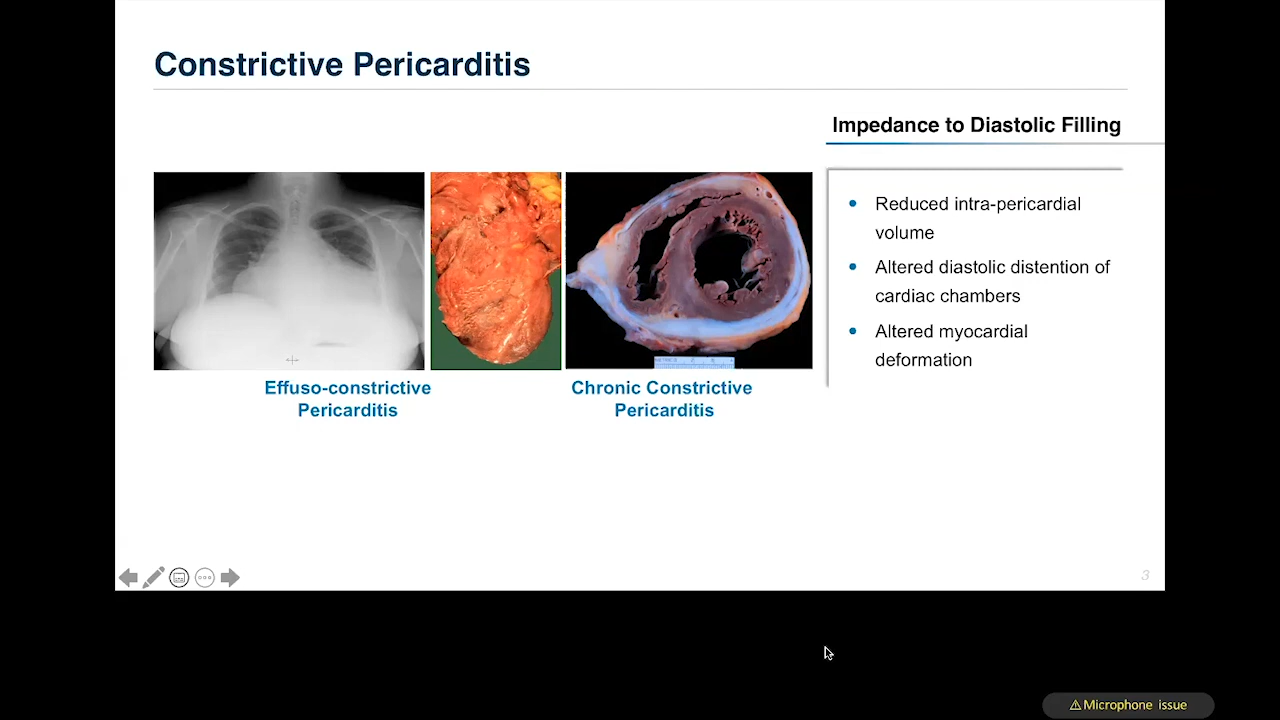 Constrictive Pericarditis
Impedance to Diastolic Filling
Reduced intra-pericardial
volume
Altered diastolic distention of
cardiac chambers
Altered myocardial
deformation
Effuso-constrictive
Pericarditis
Chronic Constrictive
Pericarditis
3
Microphone issue